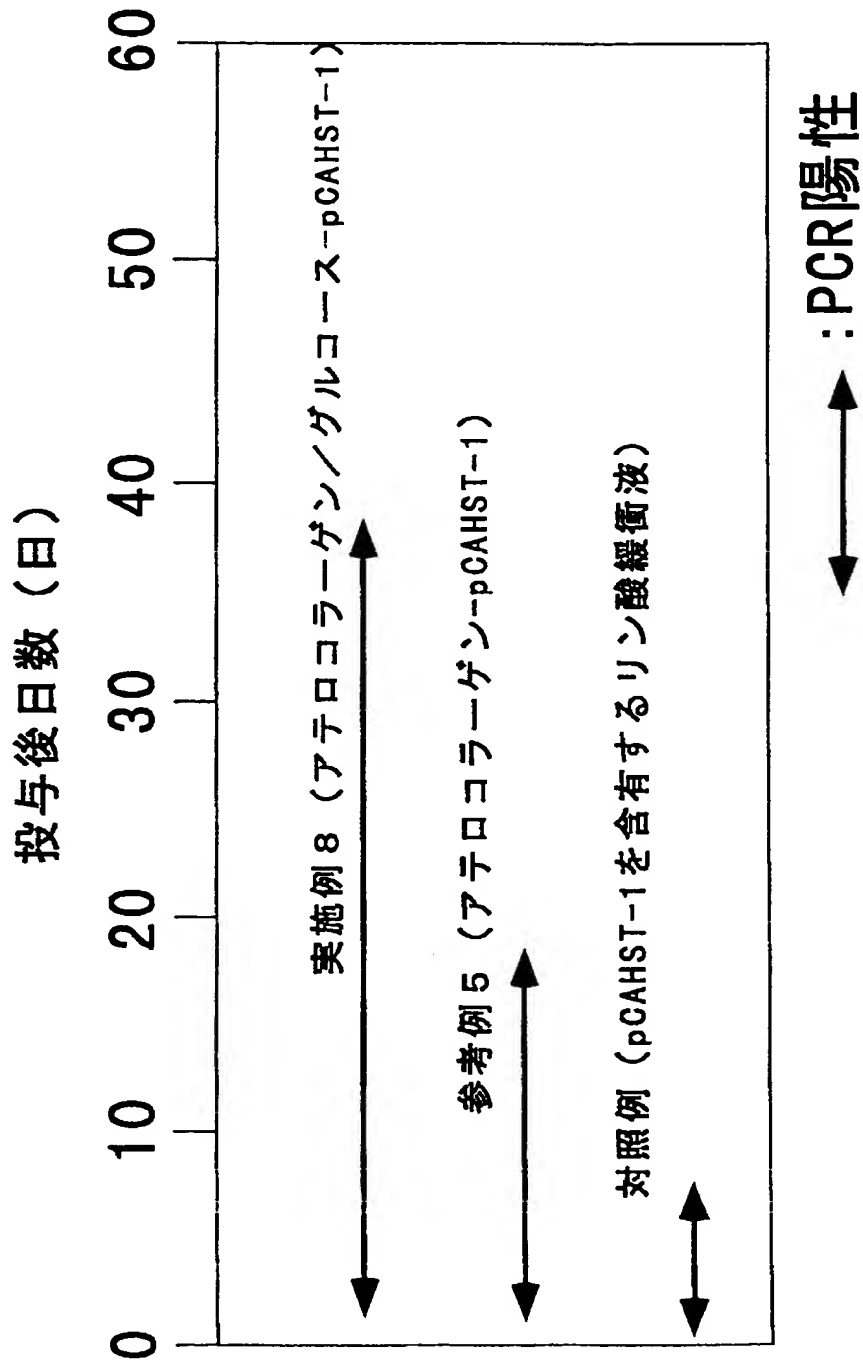 投与後日数（日）
0 10 20 30 40 50 60
実施例８（アテロコラーゲン／グルコース-pCAHST-1）
参考例５（アテロコラーゲン-pCAHST-1）
対照例（pCAHST-1を含有するリン酸緩衝液）
：PCR陽性